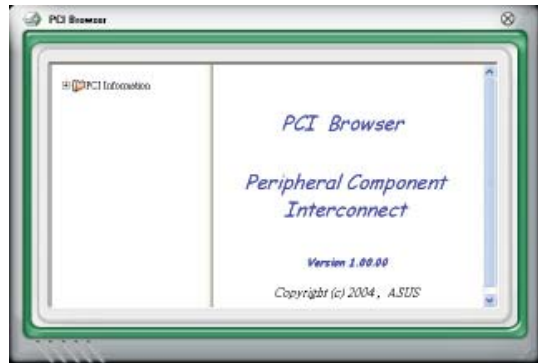 PCI Browser
PCI Information
PCI Browser
Peripheral Component
Interconnect
Version 1.00.00
Copyright (c) 2004, ASUS